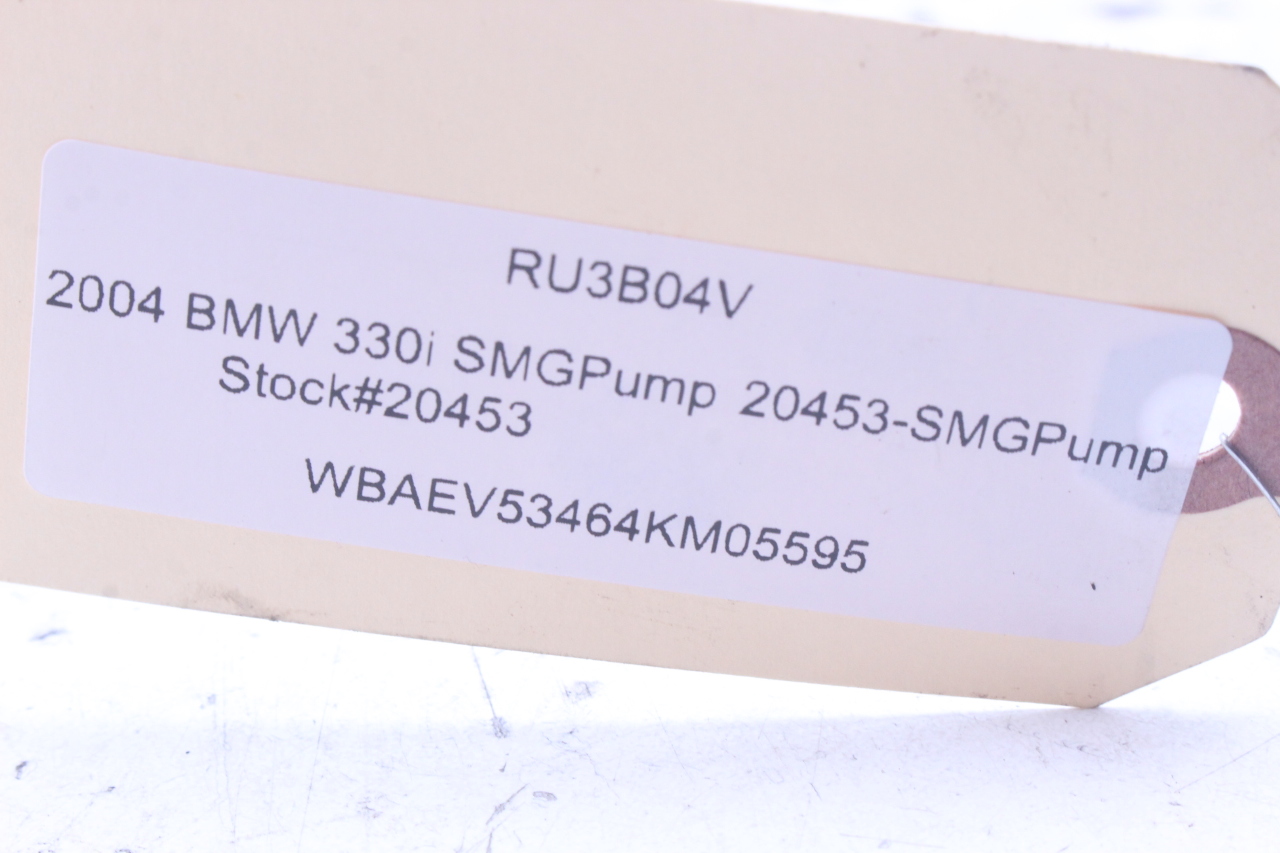 RU3B04V
2004 BMW 330i SMGPump 20453-SMGPump
Stock#20453
WBAEV53464KM05595